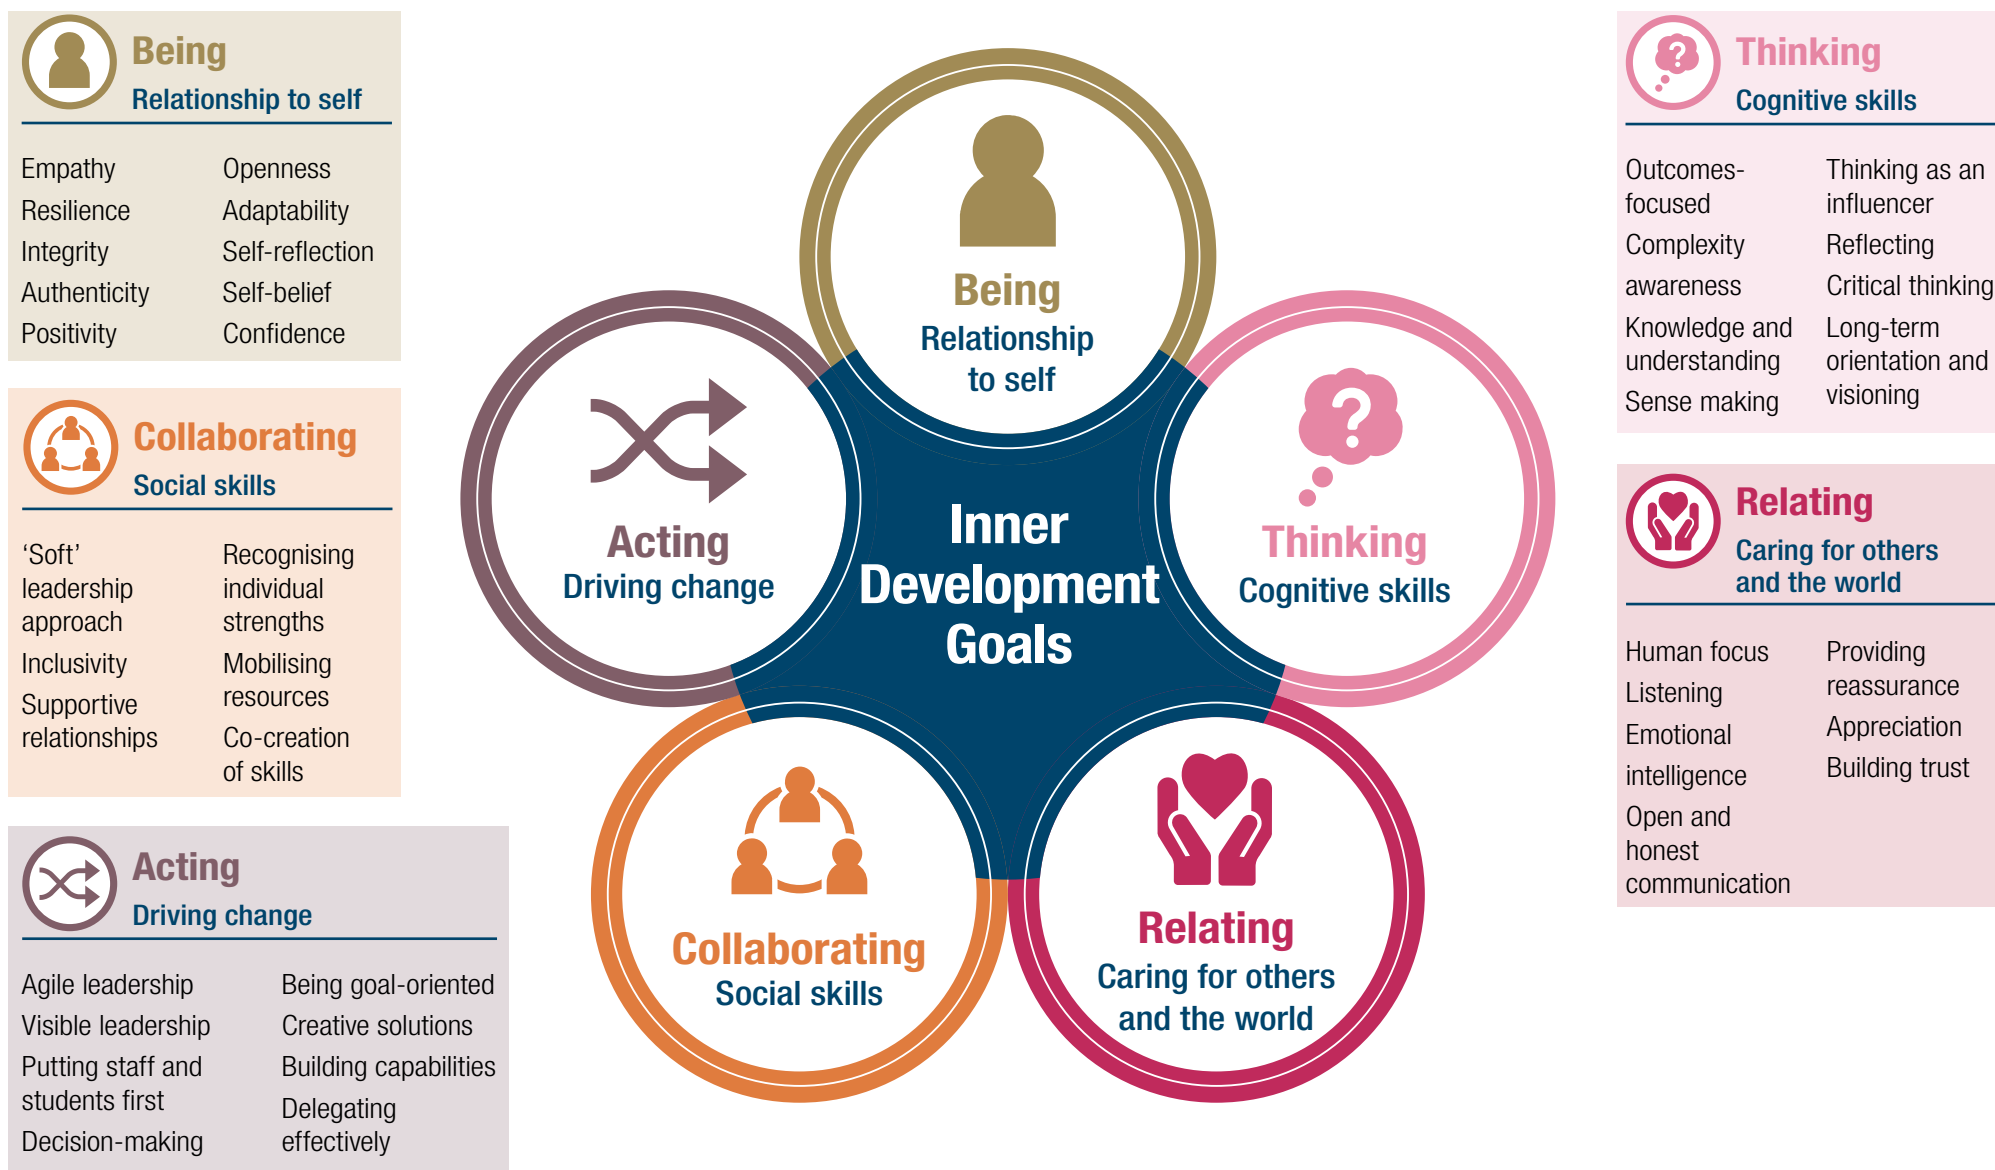 Being
Relationship to self
Empathy
Resilience
Integrity
Authenticity
Positivity
Openness
Adaptability
Self-reflection
Self-belief
Confidence
Collaborating
Social skills
‘Soft’
leadership
approach
Inclusivity
Supportive
relationships
Recognising
individual
strengths
Mobilising
resources
Co-creation
of skills
Acting
Driving change
Agile leadership
Visible leadership
Putting staff and
students first
Decision-making
Being goal-oriented
Creative solutions
Building capabilities
Delegating
effectively
Being
Relationship
to self
Acting
Driving change
Inner
Development
Goals
?
Thinking
Cognitive skills
Collaborating
Social skills
Relating
Caring for others
and the world
?
Thinking
Cognitive skills
Outcomes-
focused
Complexity
awareness
Knowledge and
understanding
Sense making
Thinking as an
influencer
Reflecting
Critical thinking
Long-term
orientation and
visioning
Relating
Caring for others
and the world
Human focus
Listening
Emotional
intelligence
Open and
honest
communication
Providing
reassurance
Appreciation
Building trust